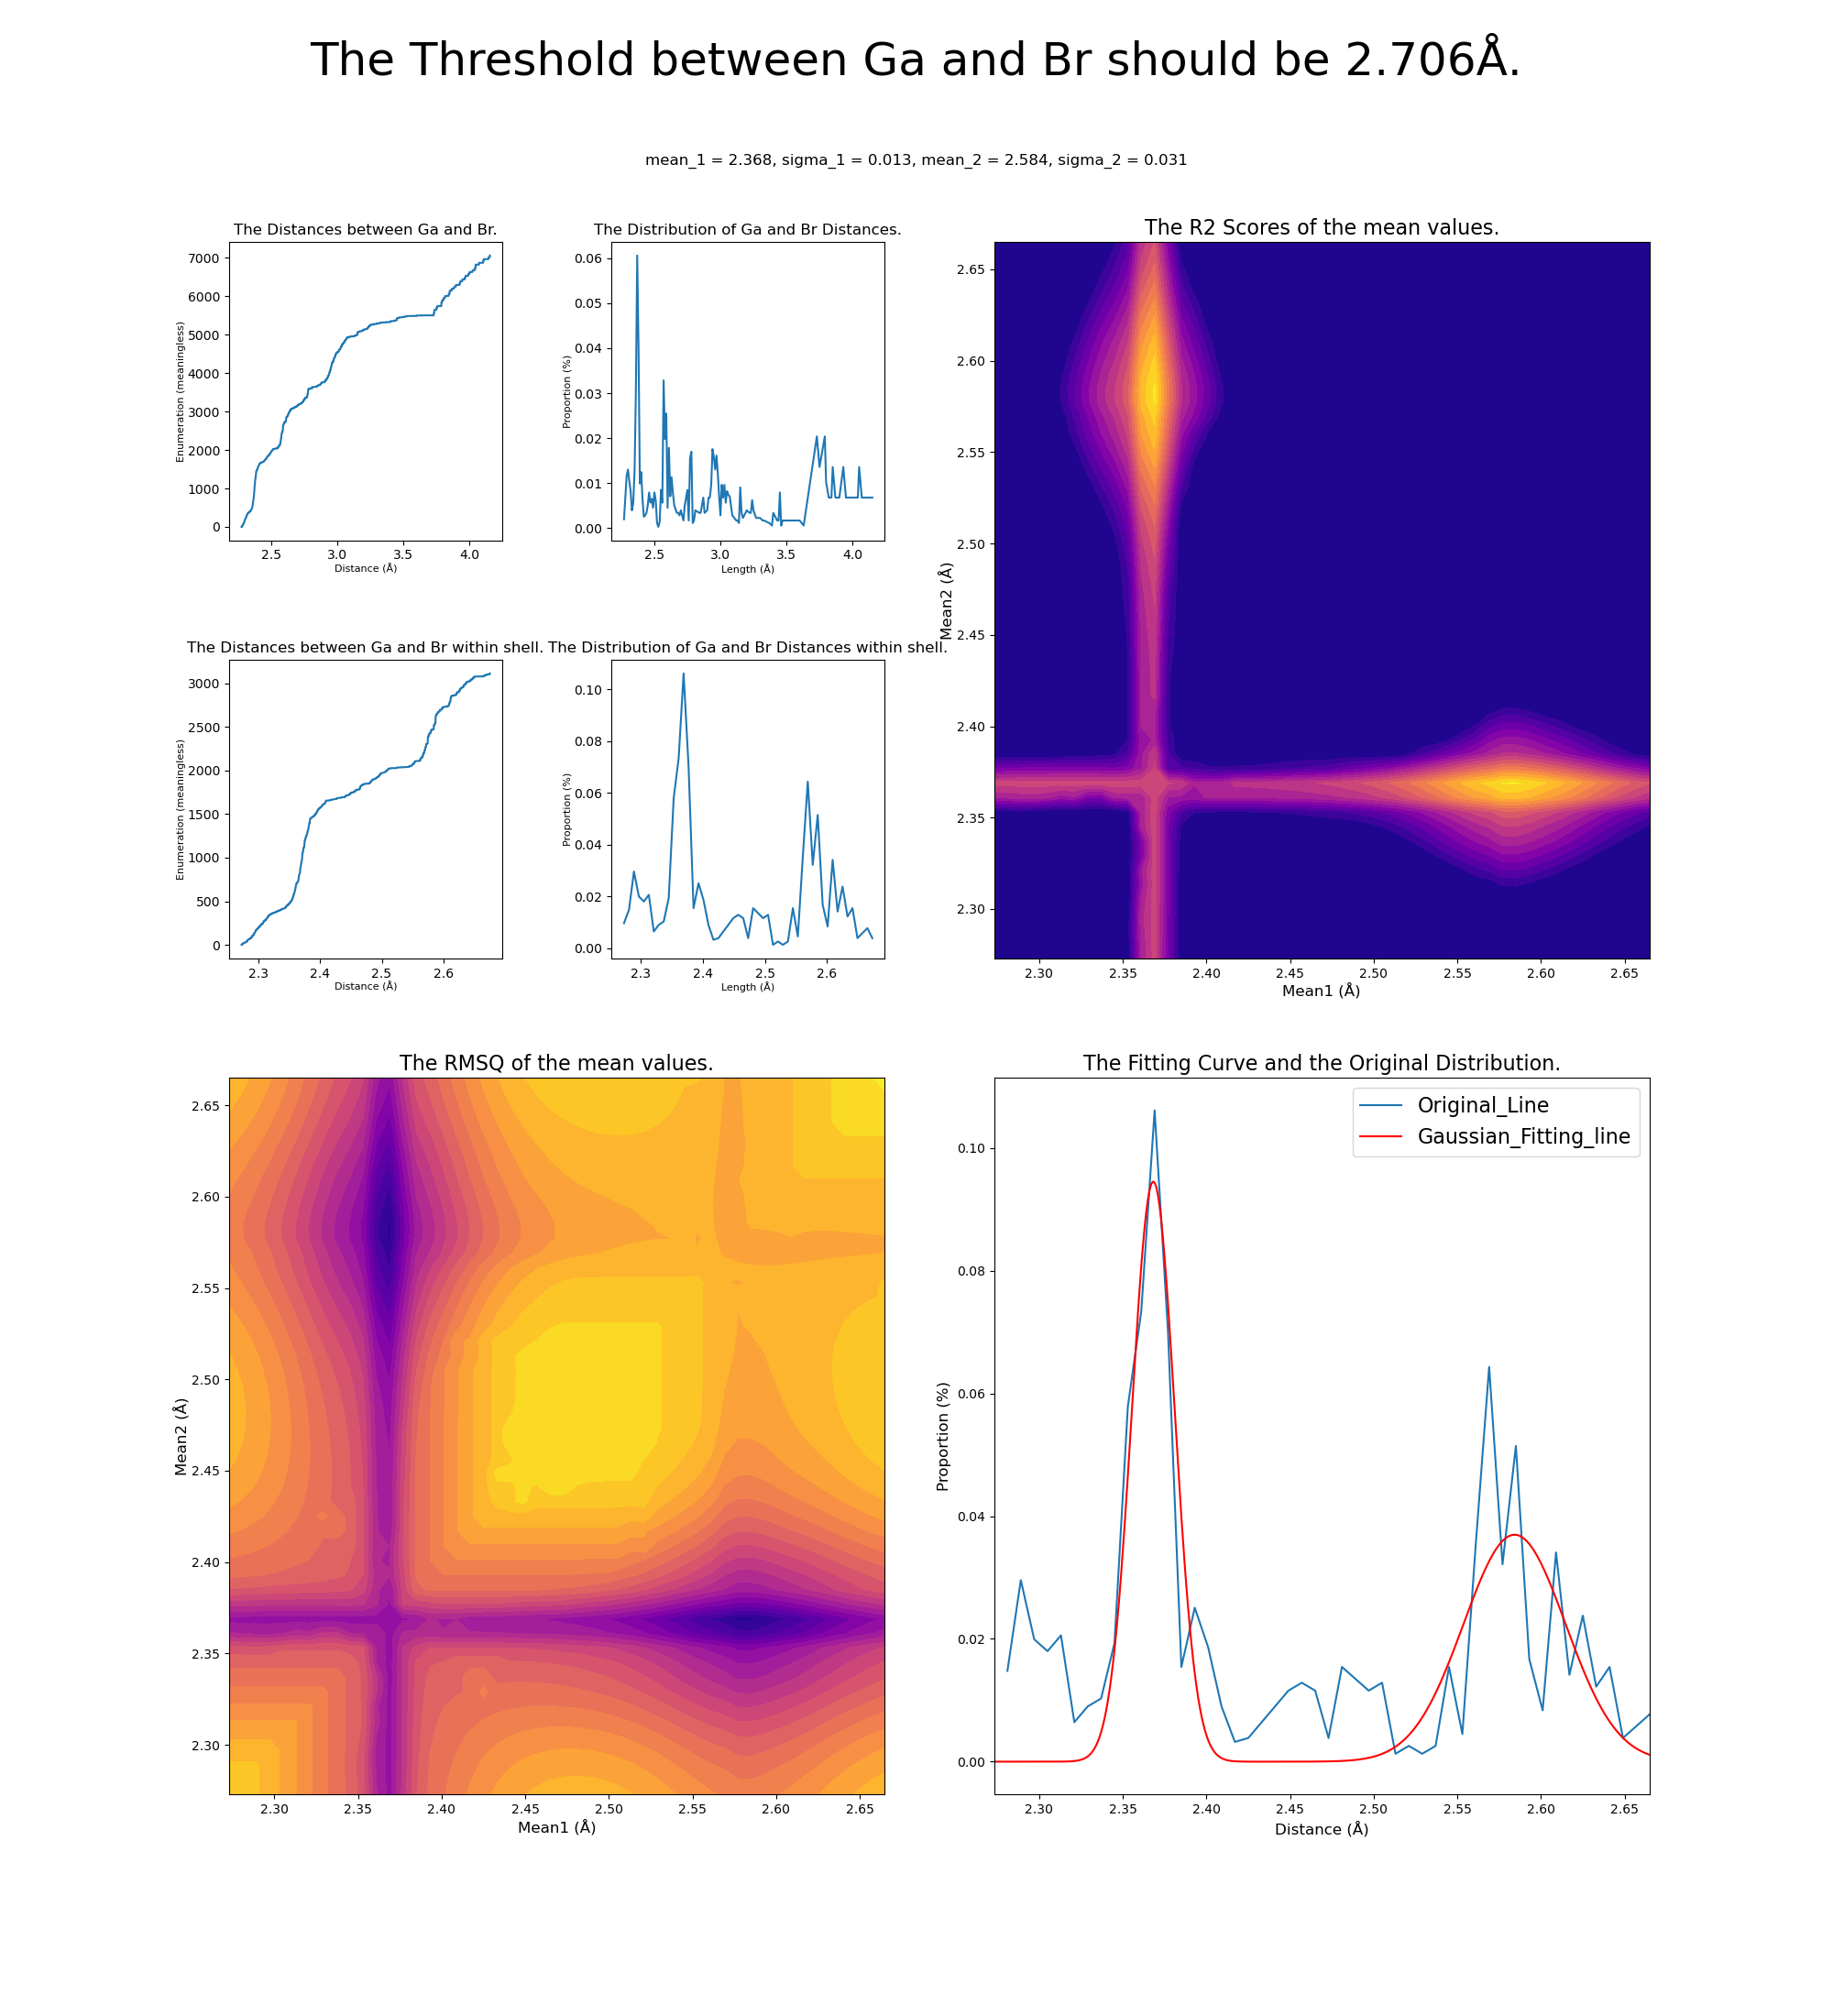 The Threshold between Ga and Br should be 2.706Å.
mean_1 = 2.368, sigma_1 = 0.013, mean_2 = 2.584, sigma_2 = 0.031
The Distances between Ga and Br.
Enumeration (meaningless)
7000
6000
5000
4000
3000
2000
1000
0
2.5 3.0 3.5 4.0
Distance (Å)
The Distribution of Ga and Br Distances.
Proportion (%)
0.06
0.05
0.04
0.03
0.02
0.01
0.00
2.5 3.0 3.5 4.0
Length (Å)
The R2 Scores of the mean values.
Mean2 (Å)
2.65
2.60
2.55
2.50
2.45
2.40
2.35
2.30
2.30 2.35 2.40 2.45 2.50 2.55 2.60 2.65
Mean1 (Å)
The Distances between Ga and Br within shell.
Enumeration (meaningless)
3000
2500
2000
1500
1000
500
0
2.3 2.4 2.5 2.6
Distance (Å)
The Distribution of Ga and Br Distances within shell.
Proportion (%)
0.10
0.08
0.06
0.04
0.02
0.00
2.3 2.4 2.5 2.6
Length (Å)
The RMSQ of the mean values.
Mean2 (Å)
2.65
2.60
2.55
2.50
2.45
2.40
2.35
2.30
2.30 2.35 2.40 2.45 2.50 2.55 2.60 2.65
Mean1 (Å)
The Fitting Curve and the Original Distribution.
Original_Line
Gaussian_Fitting_line
Proportion (%)
0.10
0.08
0.06
0.04
0.02
0.00
2.30 2.35 2.40 2.45 2.50 2.55 2.60 2.65
Distance (Å)